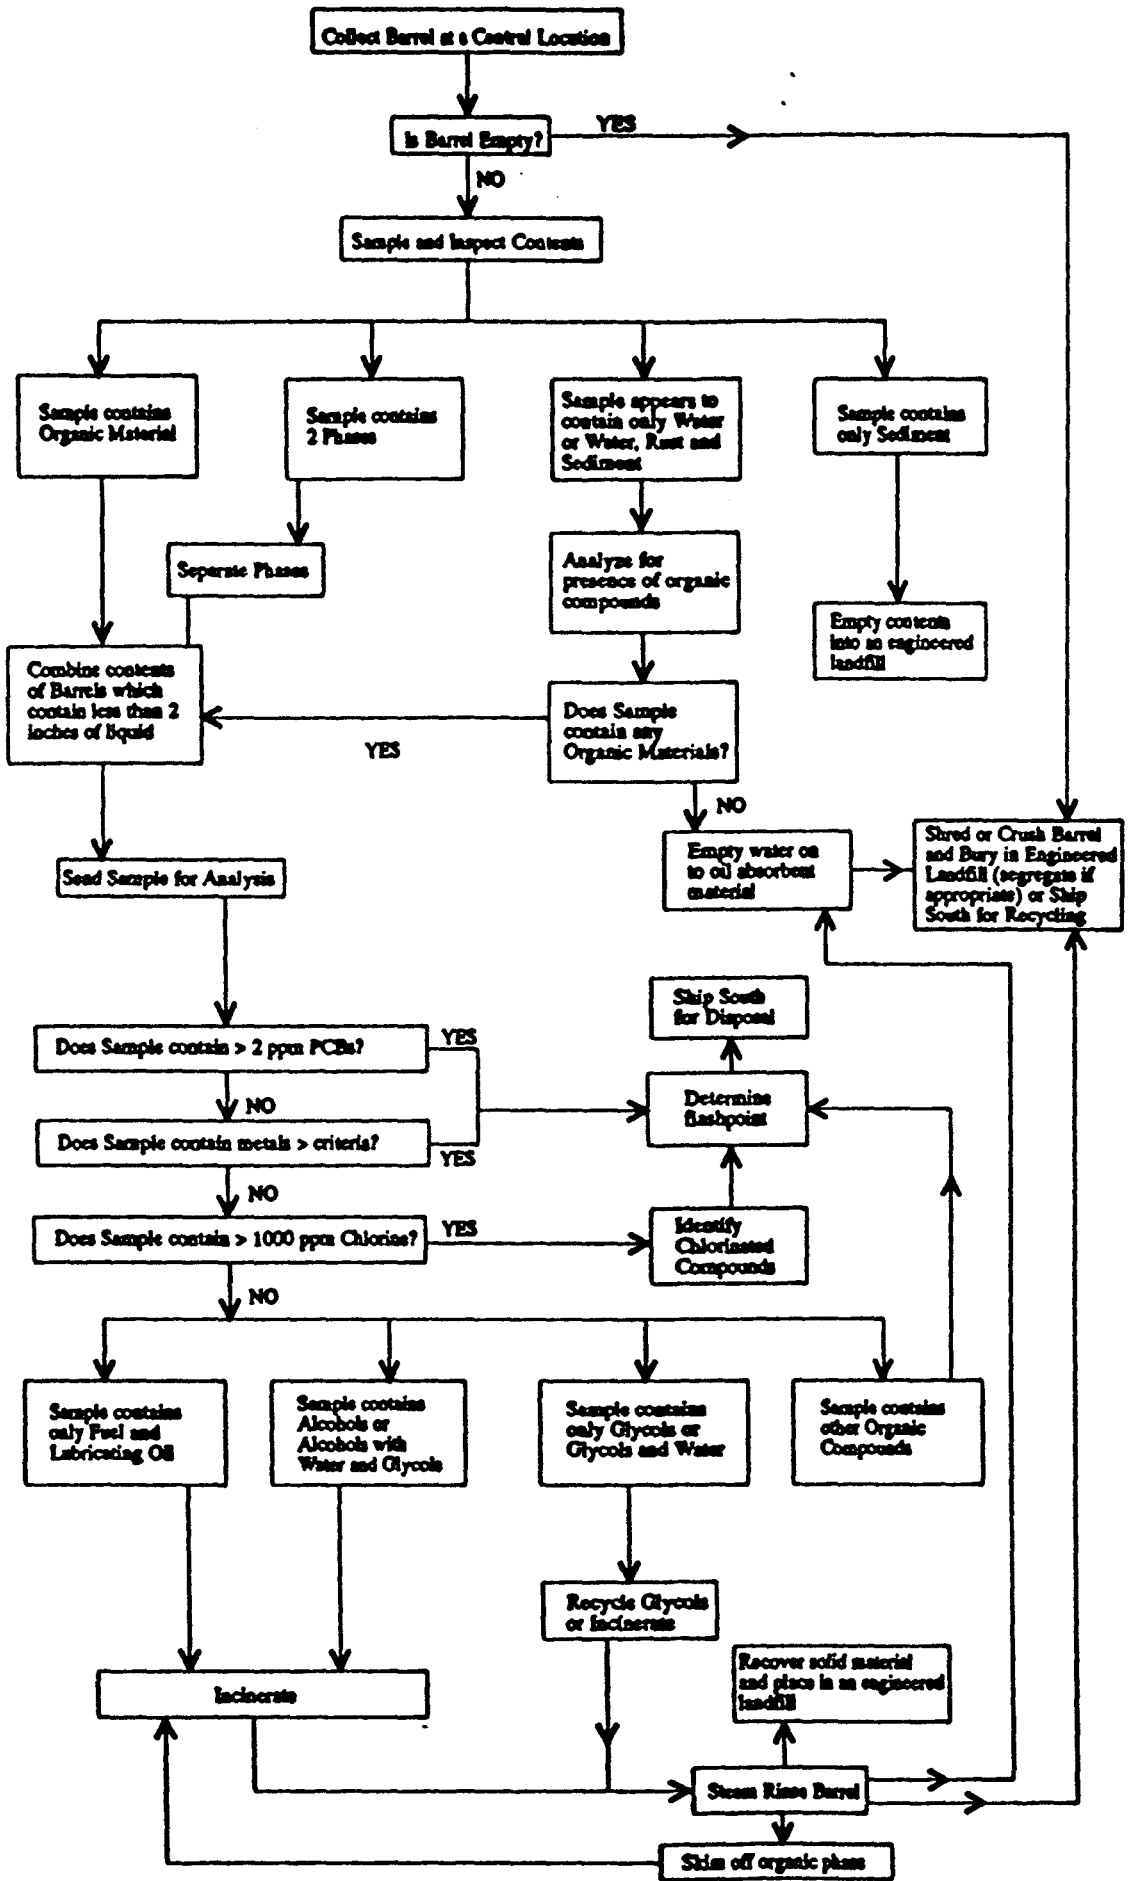 Collect Barrel at a Central Location
Is Barrel Empty?
YES
NO
Sample and Inspect Contents
Sample contains
Organic Material
Sample contains
2 Phases
Sample appears to
contain only Water
or Water, Rust and
Sediment
Sample contains
only Sediment
Separate Phases
Analyze for
presence of organic
compounds
Empty contents
into an engineered
landfill
Combine contents
of Barrels which
contain less than 2
inches of liquid
Does Sample
contain any
Organic Materials?
YES
NO
Send Sample for Analysis
Empty water on
to oil absorbent
material
Shred or Crush Barrel
and Bury in Engineered
Landfill (segregate if
appropriate) or Ship
South for Recycling
Ship South
for Disposal
Does Sample contain > 2 ppm PCBs?
YES
NO
Determine
flashpoint
Does Sample contain metals > criteria?
YES
NO
Does Sample contain > 1000 ppm Chlorine?
YES
Identify
Chlorinated
Compounds
NO
Sample contains
only Fuel and
Lubricating Oil
Sample contains
Alcohols or
Alcohols with
Water and Glycols
Sample contains
only Glycols or
Glycols and Water
Sample contains
other Organic
Compounds
Recycle Glycols
or Incinerate
Incinerate
Recover solid material
and place in an engineered
landfill
Steam Rinse Barrel
Skim off organic phase